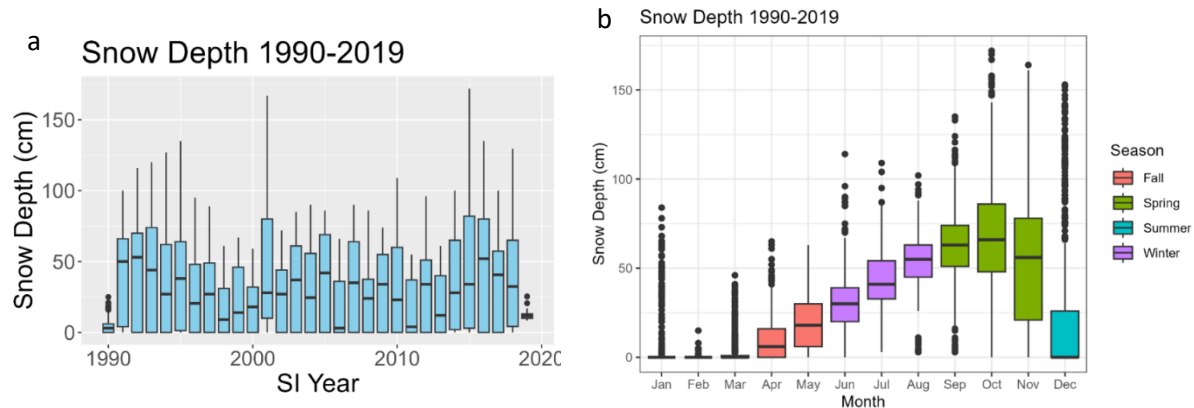 a
Snow Depth 1990-2019
Snow Depth (cm)
150
100
50
0
1990
2000
2010
2020
SI Year
b
Snow Depth 1990-2019
Snow Depth (cm)
150
100
50
0
Jan Feb Mar Apr May Jun Jul Aug Sep Oct Nov Dec
Month
Season
Fall
Spring
Summer
Winter